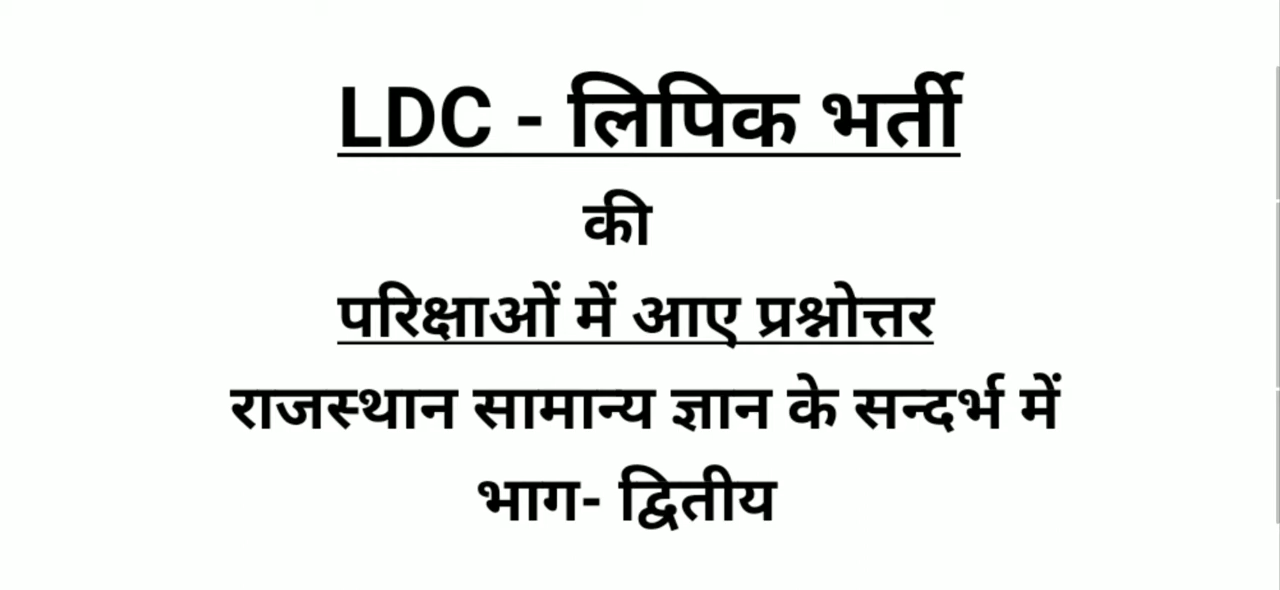 LDC - लिपिक भर्ती
की
परिक्षाओं में आए प्रश्नोत्तर
राजस्थान सामान्य ज्ञान के सन्दर्भ में
भाग- द्वितीय